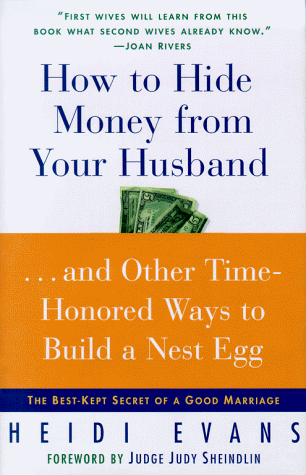 "FIRST WIVES WILL LEARN FROM THIS
BOOK WHAT SECOND WIVES ALREADY KNOW."
—JOAN RIVERS
How to Hide
Money from
Your Husband
...and Other Time-
Honored Ways to
Build a Nest Egg
THE BEST-KEPT SECRET OF A GOOD MARRIAGE
HEIDI EVANS
FOREWORD BY JUDGE JUDY SHEINDLIN